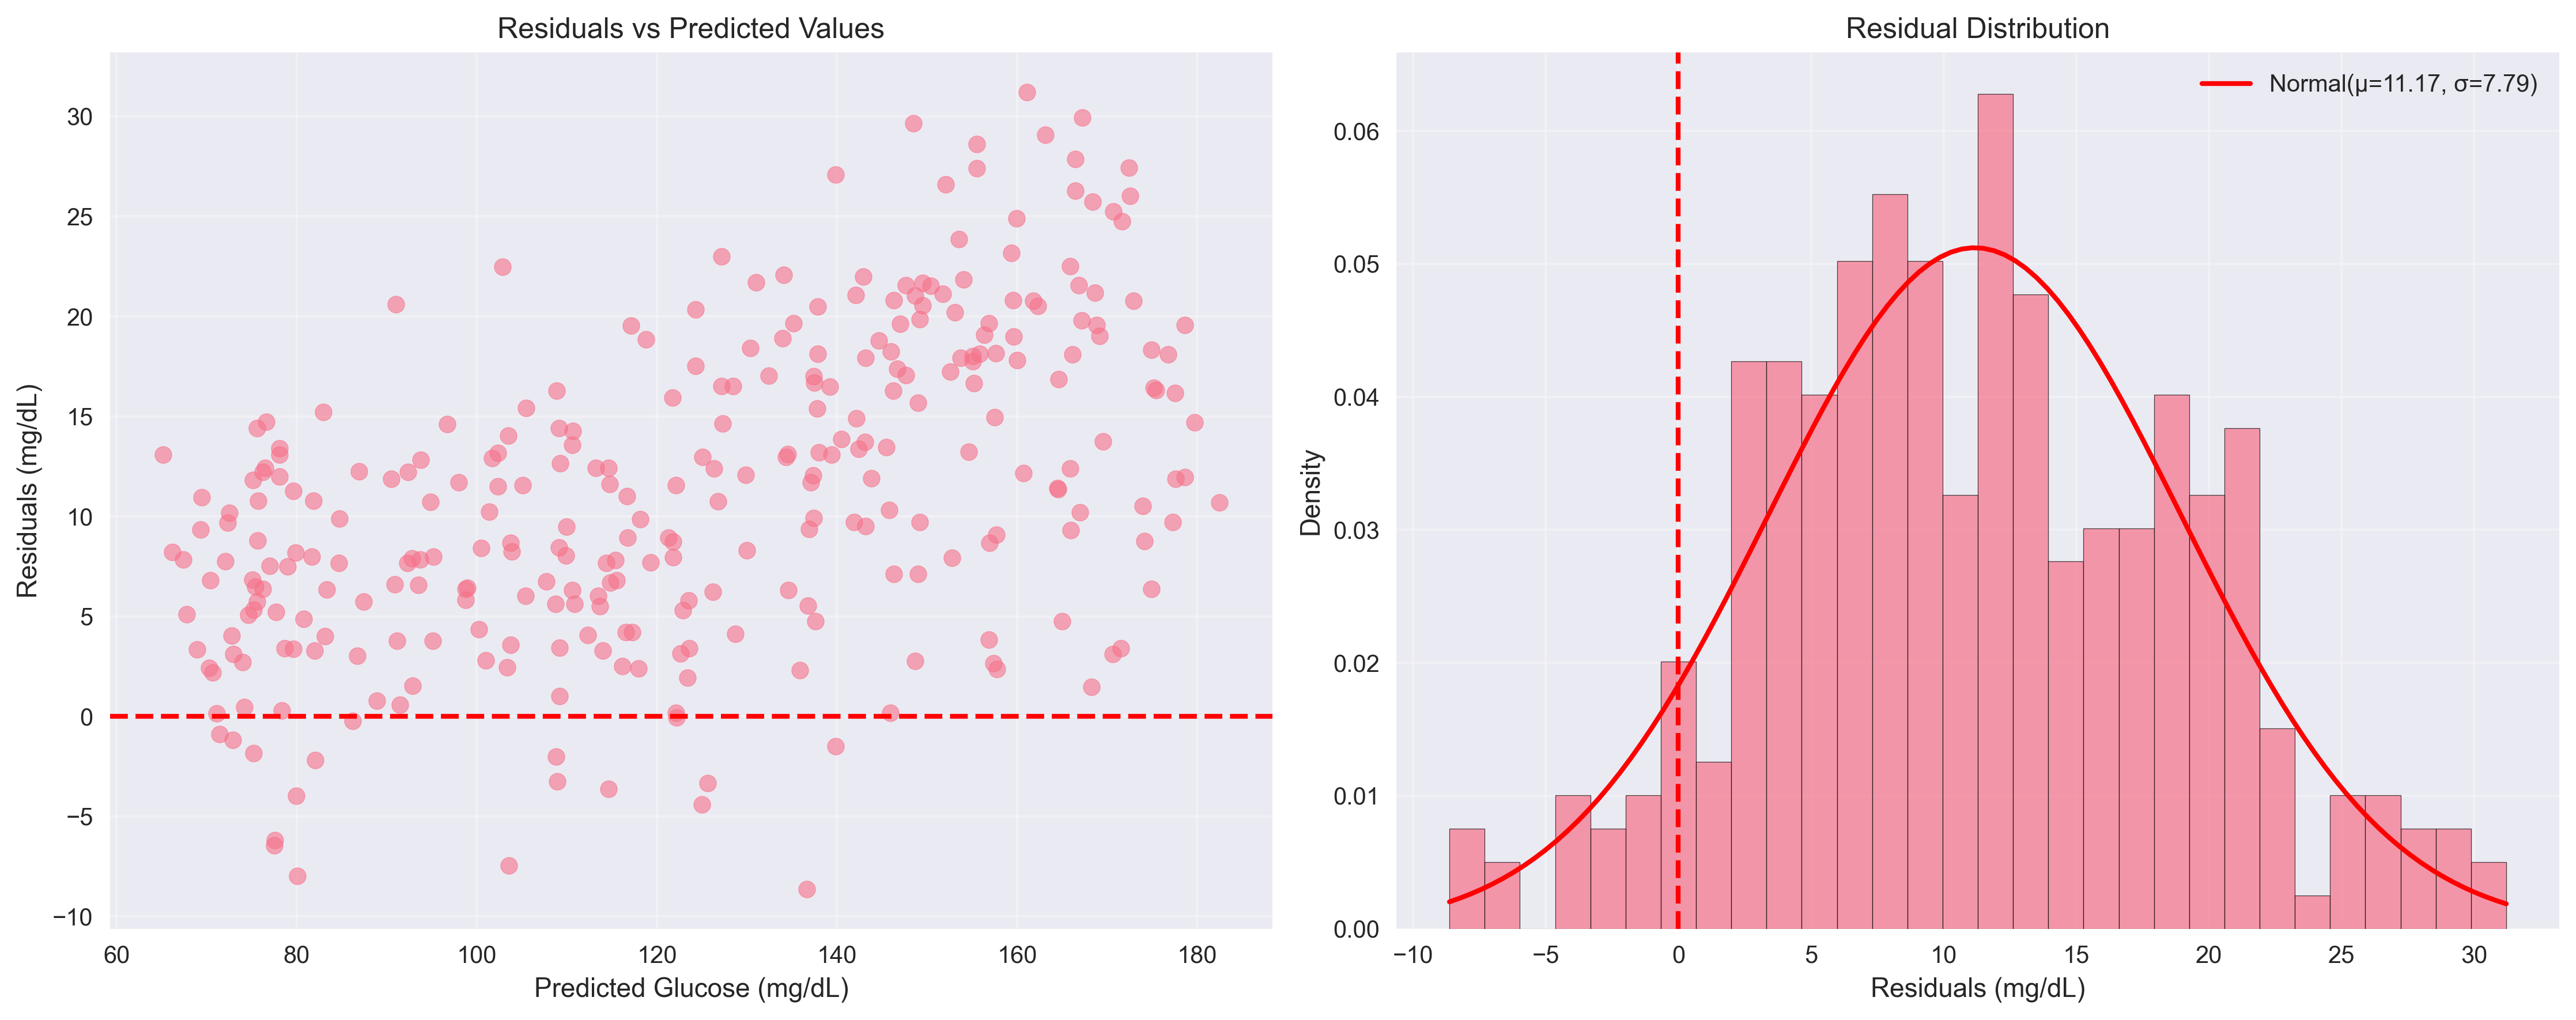 Residuals vs Predicted Values
Residuals (mg/dL)
30
25
20
15
10
5
0
−5
−10
60 80 100 120 140 160 180
Predicted Glucose (mg/dL)
Residual Distribution
Normal(μ=11.17, σ=7.79)
Density
0.06
0.05
0.04
0.03
0.02
0.01
0.00
−10 −5 0 5 10 15 20 25 30
Residuals (mg/dL)